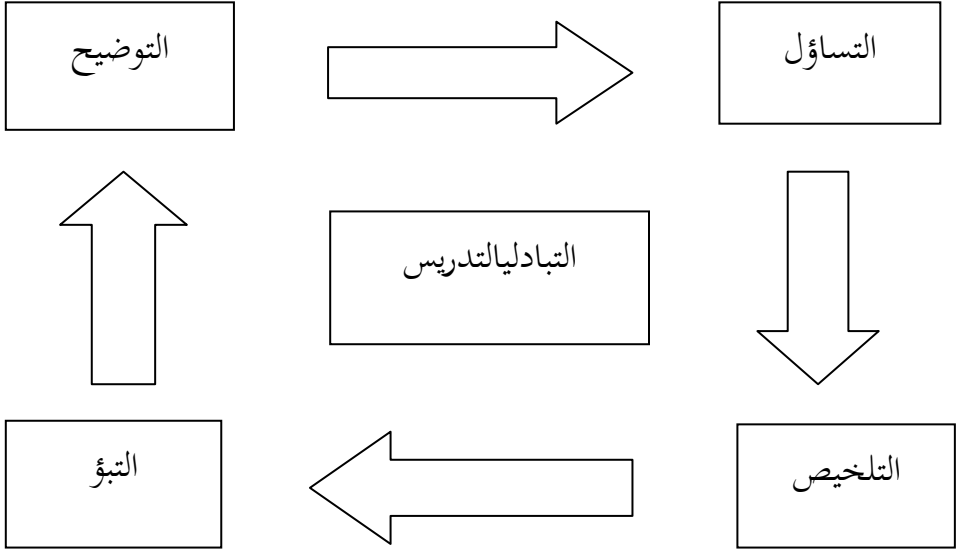 التساؤل
التوضيح
التبادليالتدريس
التلخيص
التبؤ